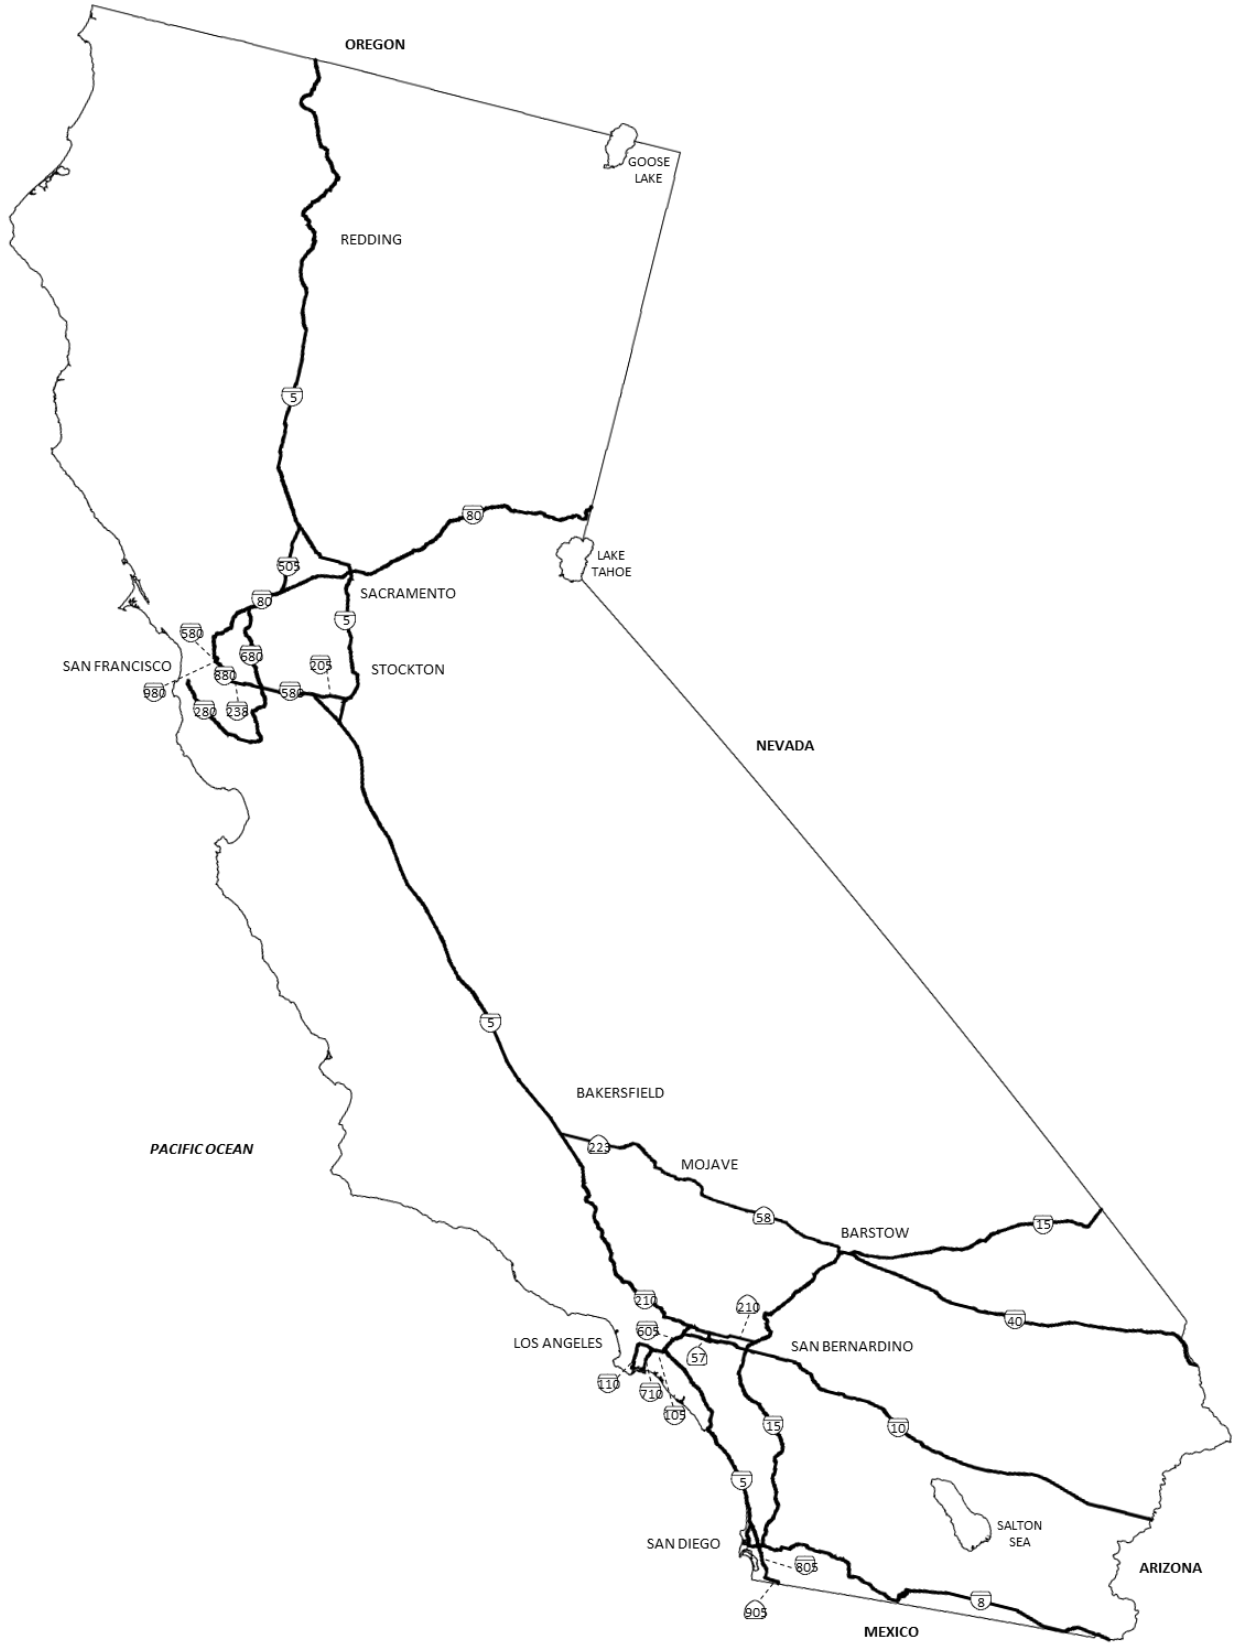 OREGON
GOOSE
LAKE
REDDING
5
80
505
LAKE
TAHOE
80
SACRAMENTO
5
580
680
205
SAN FRANCISCO
STOCKTON
880
980
580
280
238
NEVADA
5
BAKERSFIELD
223
PACIFIC OCEAN
MOJAVE
58
15
BARSTOW
210
210
40
605
LOS ANGELES
SAN BERNARDINO
57
110
710
105
15
10
5
SALTON
SEA
SAN DIEGO
805
ARIZONA
8
905
MEXICO